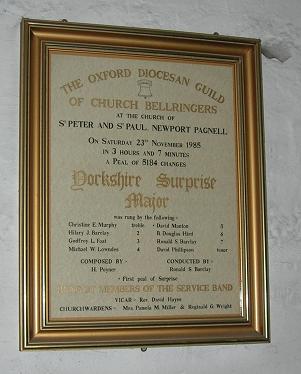 THE OXFORD DIOCESAN GUILD
OF CHURCH BELLRINGERS
AT THE CHURCH OF
St PETER AND St PAUL, NEWPORT PAGNELL
ON SATURDAY 23rd NOVEMBER 1985
IN 3 HOURS AND 7 MINUTES
A PEAL OF 5184 CHANGES
Yorkshire Surprise
Major
was rung by the following:-
Christine E. Murphy treble - David Manton 5
Hilary J. Barclay 2 B. Douglas Hird 6
Godfrey L. 3 Ronald S. Barclay 7
Michael W. Lowndes 4 David Phillipson tenor
COMPOSED BY - CONDUCTED BY -
H. Poyner Ronald S. Barclay
• First peal of Surprise
MEMBERS OF THE SERVICE BAND
VICAR - Rev. David Hayes
CHURCHWARDENS - Mrs Pamela M. Miller & Reginald G. Wright